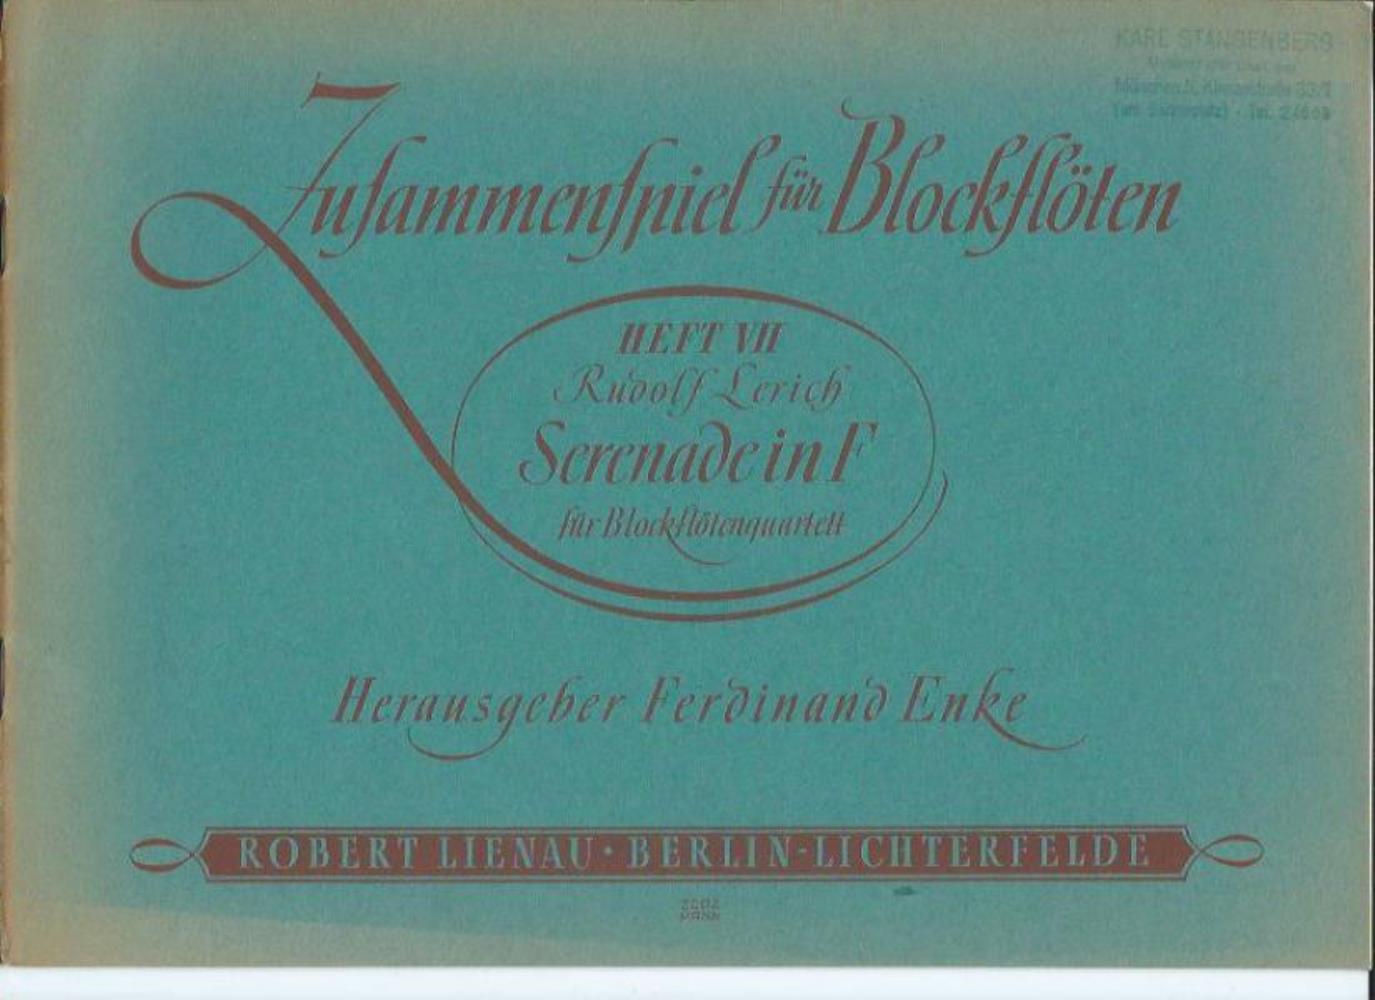 KARL STANGENBERG
Zusammenspiel für Blockflöten
HEFT VII
Rudolf Lerich
Serenade in F
für Blockflötenquartett
Herausgeber Ferdinand Enke
ROBERT LIENAU · BERLIN-LICHTERFELDE